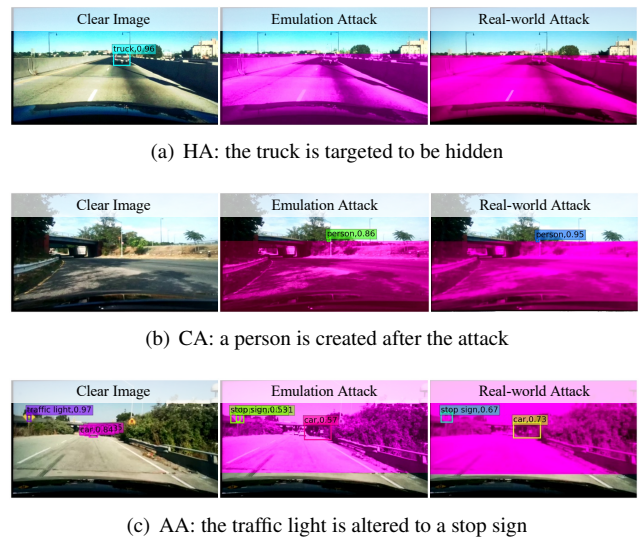 Clear Image Emulation Attack Real-world Attack
truck,0.96
(a) HA: the truck is targeted to be hidden
Clear Image Emulation Attack Real-world Attack
person,0.86 person,0.95
(b) CA: a person is created after the attack
Clear Image Emulation Attack Real-world Attack
traffic light,0.97 stop sign,0.531 stop sign,0.67
car,0.57 car,0.73
(c) AA: the traffic light is altered to a stop sign